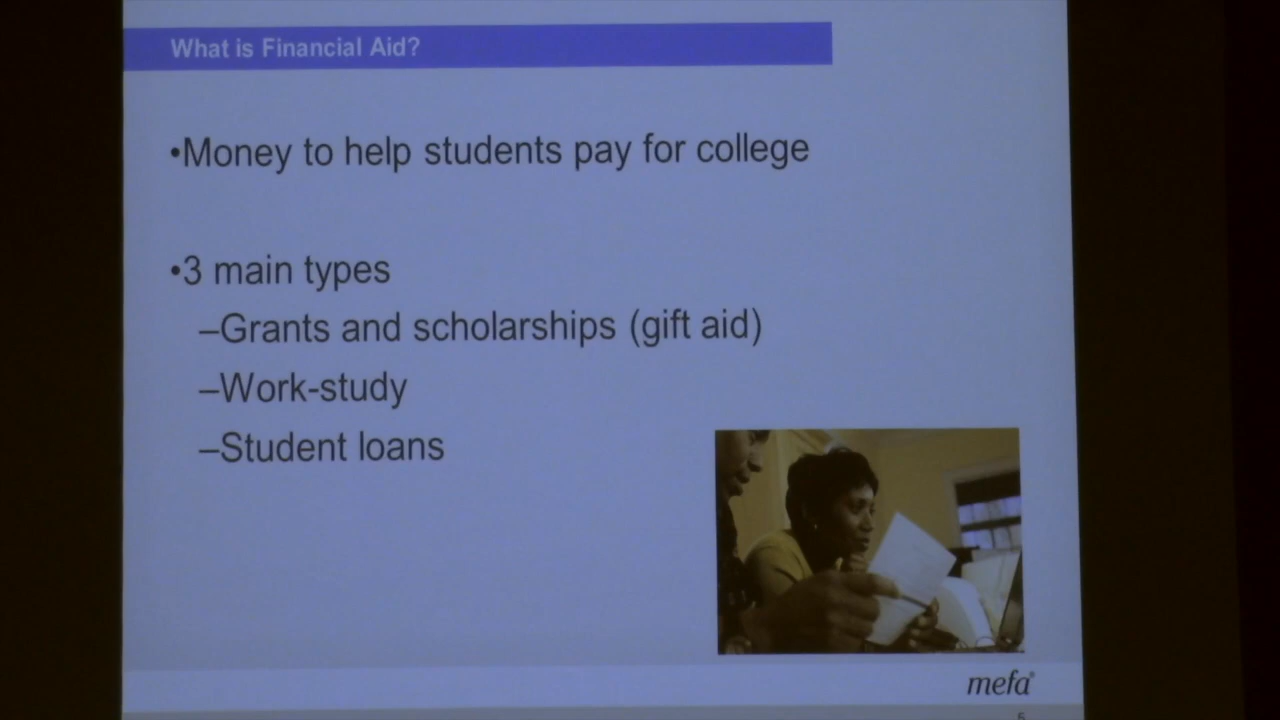 What is Financial Aid?
•Money to help students pay for college
•3 main types
–Grants and scholarships (gift aid)
–Work-study
–Student loans
mefa®
5